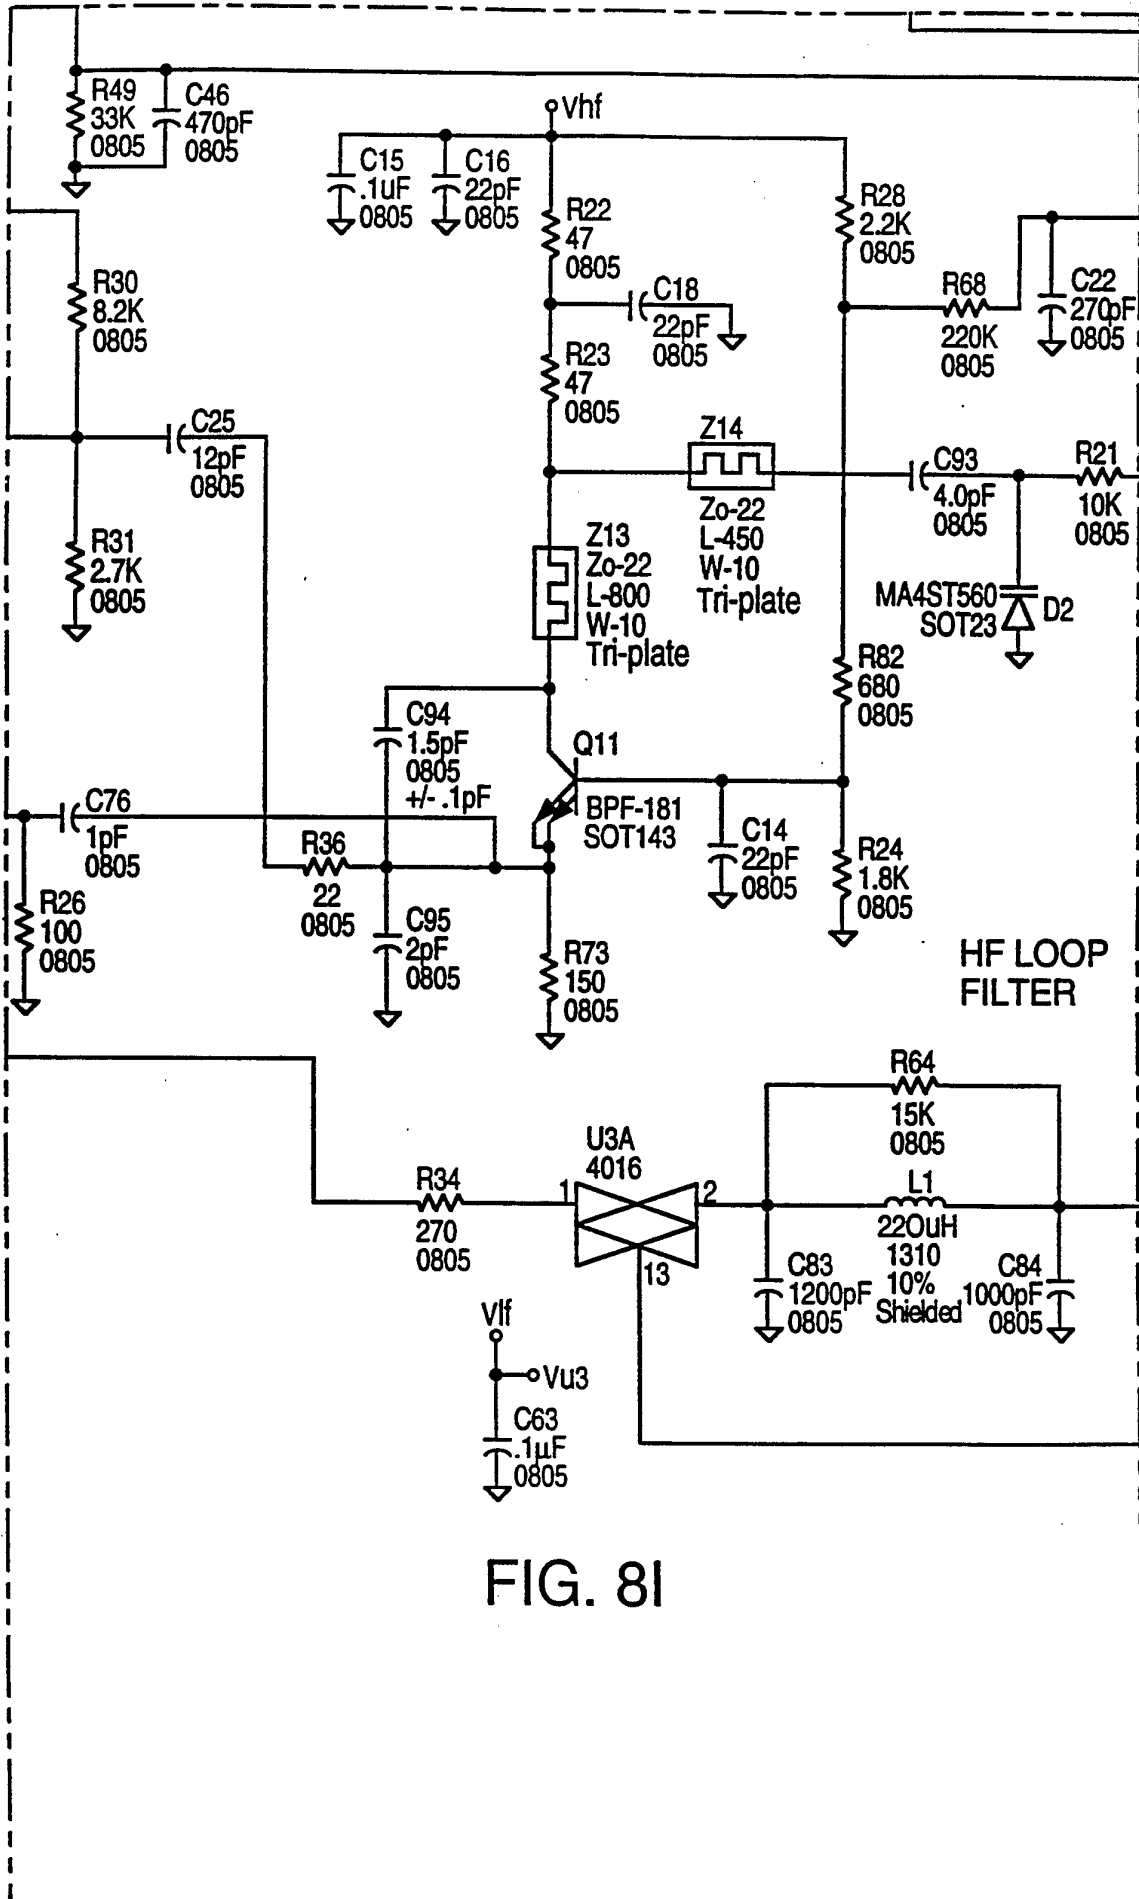 R49
33K
0805
C46
470pF
0805
Vhf
C15
.1uF
0805
C16
22pF
0805
R22
47
0805
R28
2.2K
0805
R30
8.2K
0805
C18
22pF
0805
R68
220K
0805
C22
270pF
0805
R23
47
0805
C25
12pF
0805
Z14
Zo-22
L-450
W-10
Tri-plate
C93
4.0pF
0805
R21
10K
0805
R31
2.7K
0805
Z13
Zo-22
L-800
W-10
Tri-plate
MA4ST560
SOT23
D2
R82
680
0805
C94
1.5pF
0805
+/- .1pF
Q11
BPF-181
SOT143
C76
1pF
0805
R36
22
0805
C14
22pF
0805
R24
1.8K
0805
R26
100
0805
C95
2pF
0805
R73
150
0805
HF LOOP
FILTER
R64
15K
0805
U3A
4016
R34
270
0805
1
2
13
L1
220uH
1310
10%
Shielded
C83
1200pF
0805
C84
1000pF
0805
Vlf
Vu3
C63
.1µF
0805
FIG. 8I